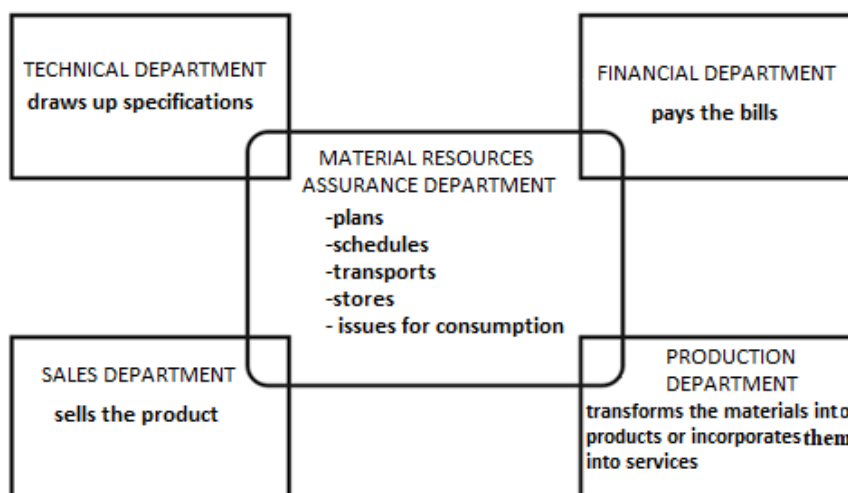 TECHNICAL DEPARTMENT
draws up specifications
FINANCIAL DEPARTMENT
pays the bills
MATERIAL RESOURCES
ASSURANCE DEPARTMENT
-plans
-schedules
-transports
-stores
- issues for consumption
SALES DEPARTMENT
sells the product
PRODUCTION
DEPARTMENT
transforms the materials into
products or incorporates them
into services